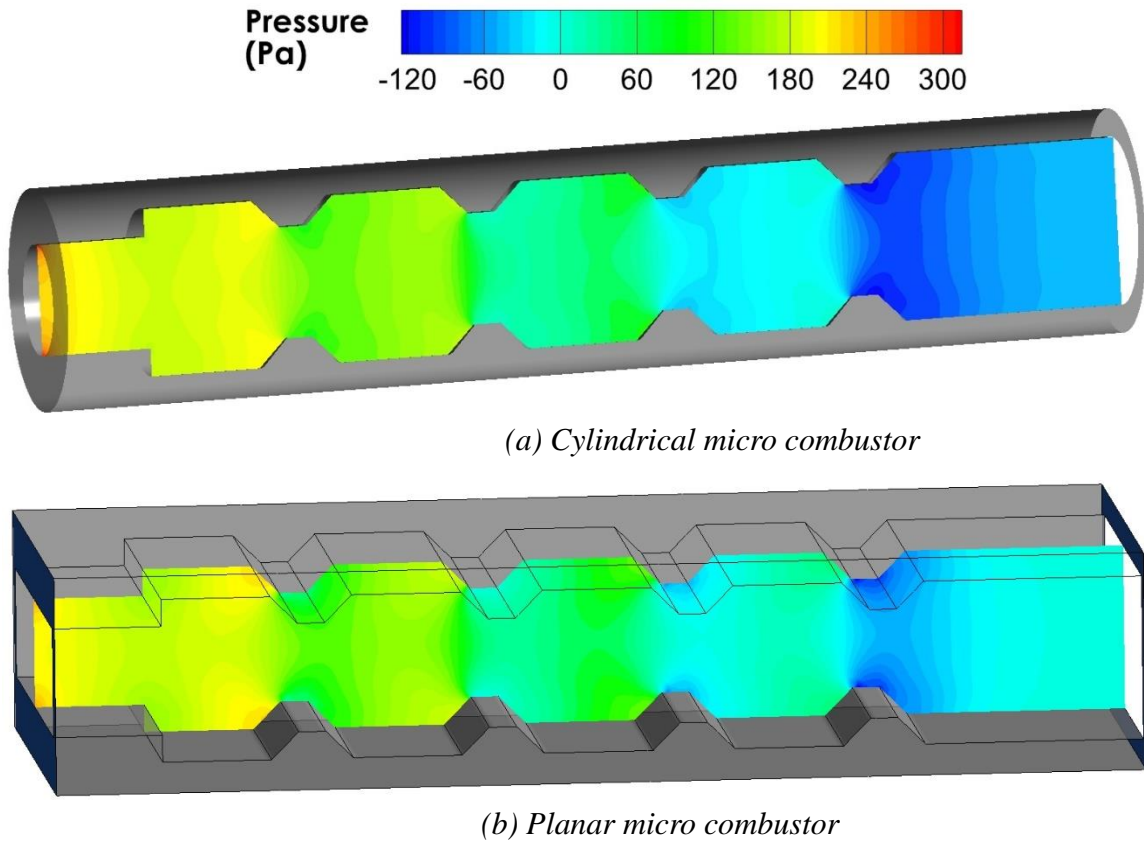 Pressure
(Pa)
-120 -60 0 60 120 180 240 300
(a) Cylindrical micro combustor
(b) Planar micro combustor